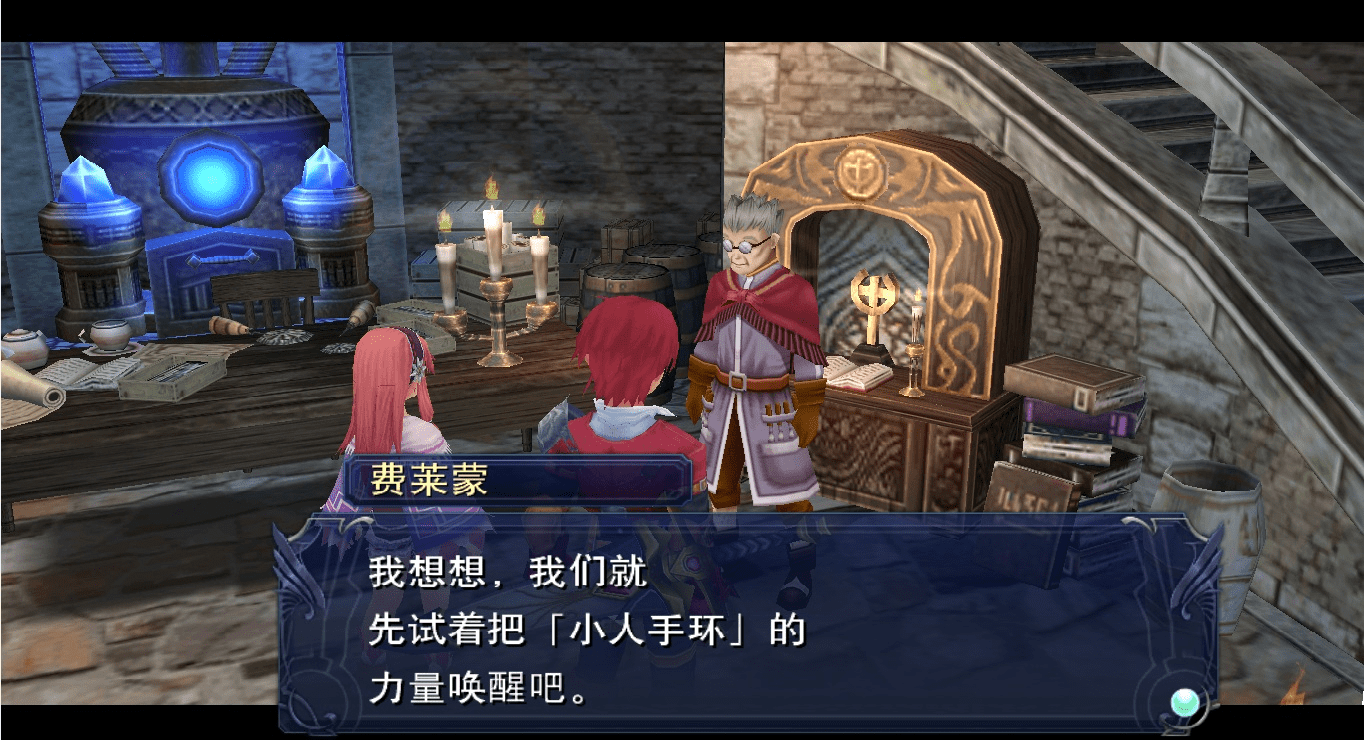 费莱蒙
我想想，我们就
先试着把「小人手环」的
力量唤醒吧。